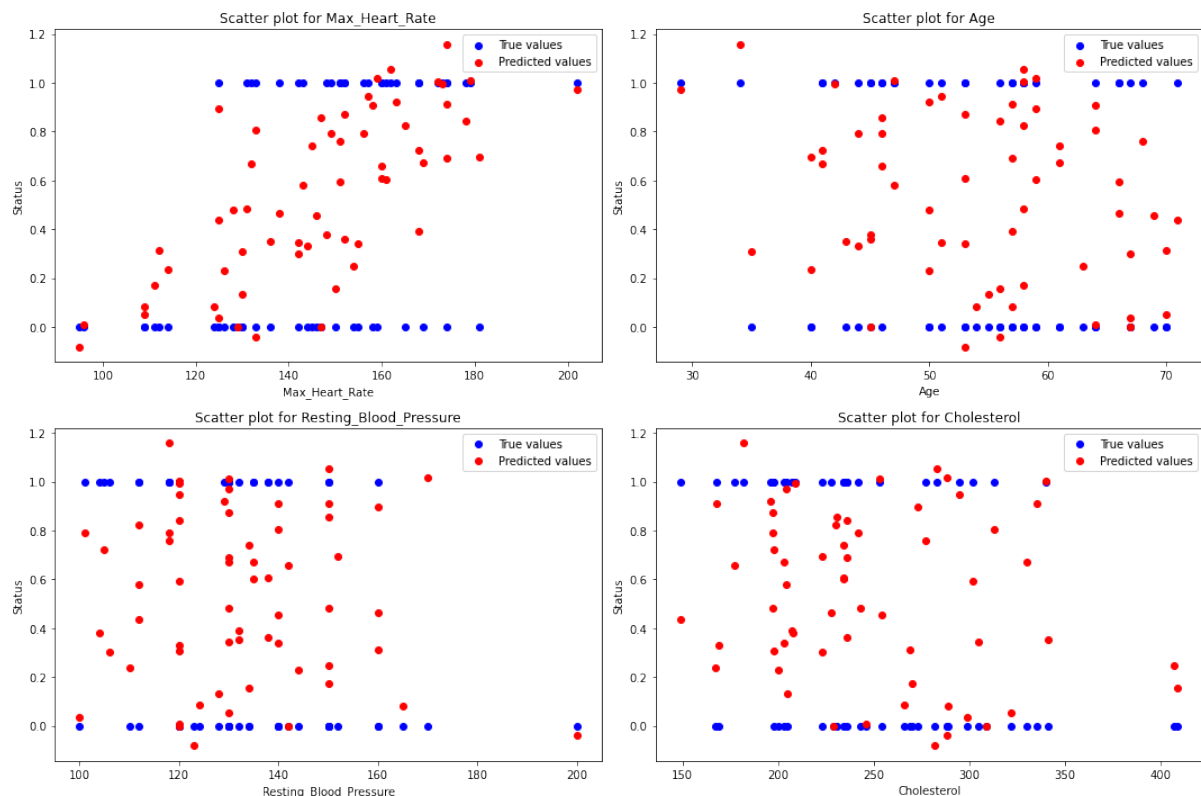 Scatter plot for Max_Heart_Rate
1.2
1.0
0.8
0.6
0.4
0.2
0.0
Status
True values
Predicted values
100 120 140 160 180 200
Max_Heart_Rate
Scatter plot for Age
1.2
1.0
0.8
0.6
0.4
0.2
0.0
Status
True values
Predicted values
30 40 50 60 70
Age
Scatter plot for Resting_Blood_Pressure
1.2
1.0
0.8
0.6
0.4
0.2
0.0
Status
True values
Predicted values
100 120 140 160 180 200
Resting_Blood_Pressure
Scatter plot for Cholesterol
1.2
1.0
0.8
0.6
0.4
0.2
0.0
Status
True values
Predicted values
150 200 250 300 350 400
Cholesterol